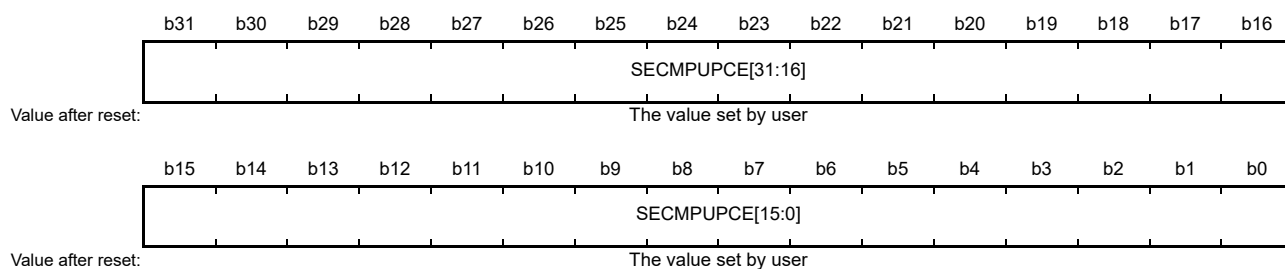 b31 b30 b29 b28 b27 b26 b25 b24 b23 b22 b21 b20 b19 b18 b17 b16
SECMPUPCE[31:16]
Value after reset: The value set by user
b15 b14 b13 b12 b11 b10 b9 b8 b7 b6 b5 b4 b3 b2 b1 b0
SECMPUPCE[15:0]
Value after reset: The value set by user